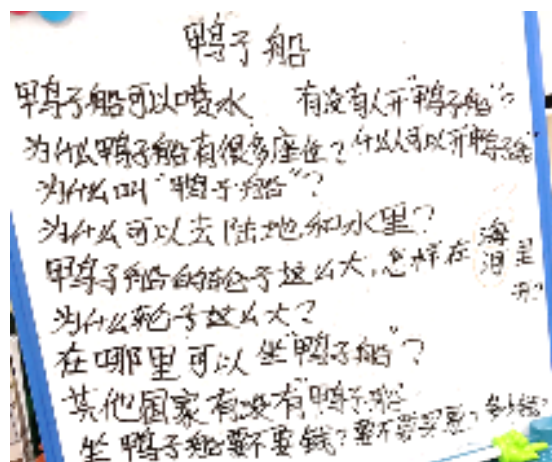 鸭子船
鸭子船可以喷水 有没有人开"鸭子船"?
为什么鸭子船有很多座位?什么人可以开鸭子船
为什么叫"鸭子船"?
为什么可以去陆地和水里?
鸭子船的轮子这么大,怎样在海里
为什么轮子这么大?
在哪里可以坐"鸭子船"?
其他国家有没有"鸭子船
坐鸭子船要不要钱?要不要买票?多少钱?